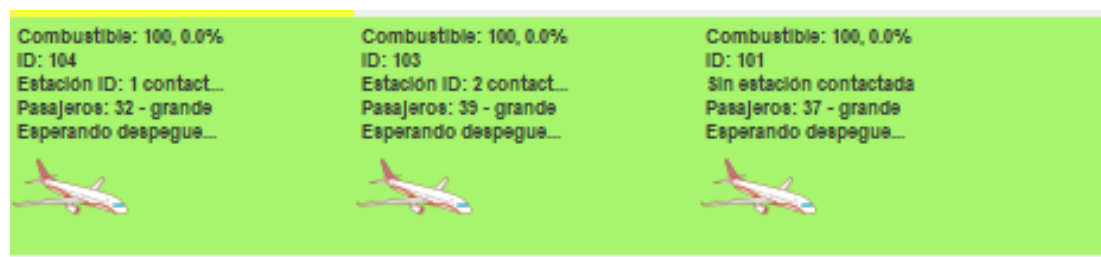 Combustible: 100, 0.0%
ID: 104
Estación ID: 1 contact...
Pasajeros: 32 - grande
Esperando despegue...
Combustible: 100, 0.0%
ID: 103
Estación ID: 2 contact...
Pasajeros: 39 - grande
Esperando despegue...
Combustible: 100, 0.0%
ID: 101
Sin estación contactada
Pasajeros: 37 - grande
Esperando despegue...